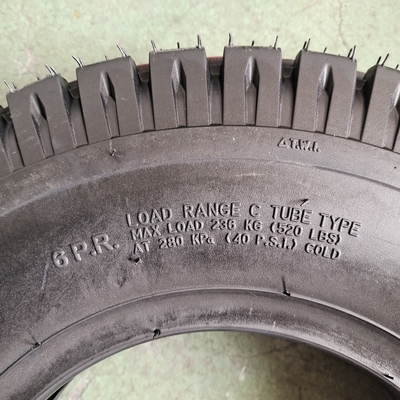 △T.W.I.
6P.R.
LOAD RANGE C TUBE TYPE
MAX LOAD 236 KG (520 LBS)
AT 280 KPa (40 P.S.I.) COLD